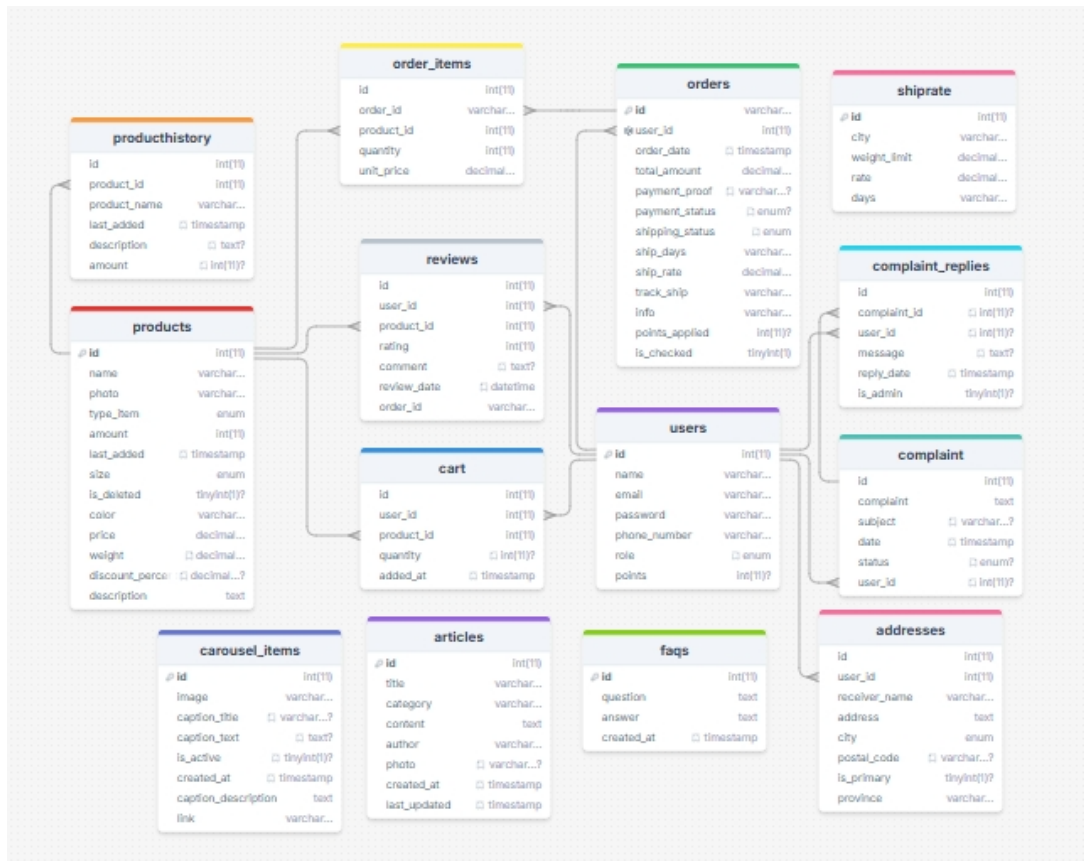 order_items
id int(11)
order_id varchar...
product_id int(11)
quantity int(11)
unit_price decimal...
orders
id varchar...
user_id int(11)
order_date timestamp
total_amount decimal...
payment_proof varchar...?
payment_status enum?
shipping_status enum
ship_days varchar...
ship_rate decimal...
track_ship varchar...
info varchar...
points_applied int(11)?
is_checked tinyint(1)
shiprate
id int(11)
city varchar...
weight_limit decimal...
rate decimal...
days varchar...
producthistory
id int(11)
product_id int(11)
product_name varchar...
last_added timestamp
description text?
amount int(11)?
reviews
id int(11)
user_id int(11)
product_id int(11)
rating int(11)
comment text?
review_date datetime
order_id varchar...
complaint_replies
id int(11)
complaint_id int(11)?
user_id int(11)?
message text?
reply_date timestamp
is_admin tinyint(1)?
products
id int(11)
name varchar...
photo varchar...
type_item enum
amount int(11)
last_added timestamp
size enum
is_deleted tinyint(1)?
color varchar...
price decimal...
weight decimal...
discount_perce decimal...?
description text
cart
id int(11)
user_id int(11)
product_id int(11)
quantity int(11)?
added_at timestamp
users
id int(11)
name varchar...
email varchar...
password varchar...
phone_number varchar...
role enum
points int(11)?
complaint
id int(11)
complaint text
subject varchar...?
date timestamp
status enum?
user_id int(11)?
carousel_items
id int(11)
image varchar...
caption_title varchar...?
caption_text text?
is_active tinyint(1)?
created_at timestamp
caption_description text
link varchar...
articles
id int(11)
title varchar...
category varchar...
content text
author varchar...
photo varchar...?
created_at timestamp
last_updated timestamp
faqs
id int(11)
question text
answer text
created_at timestamp
addresses
id int(11)
user_id int(11)
receiver_name varchar...
address text
city enum
postal_code varchar...?
is_primary tinyint(1)?
province varchar...